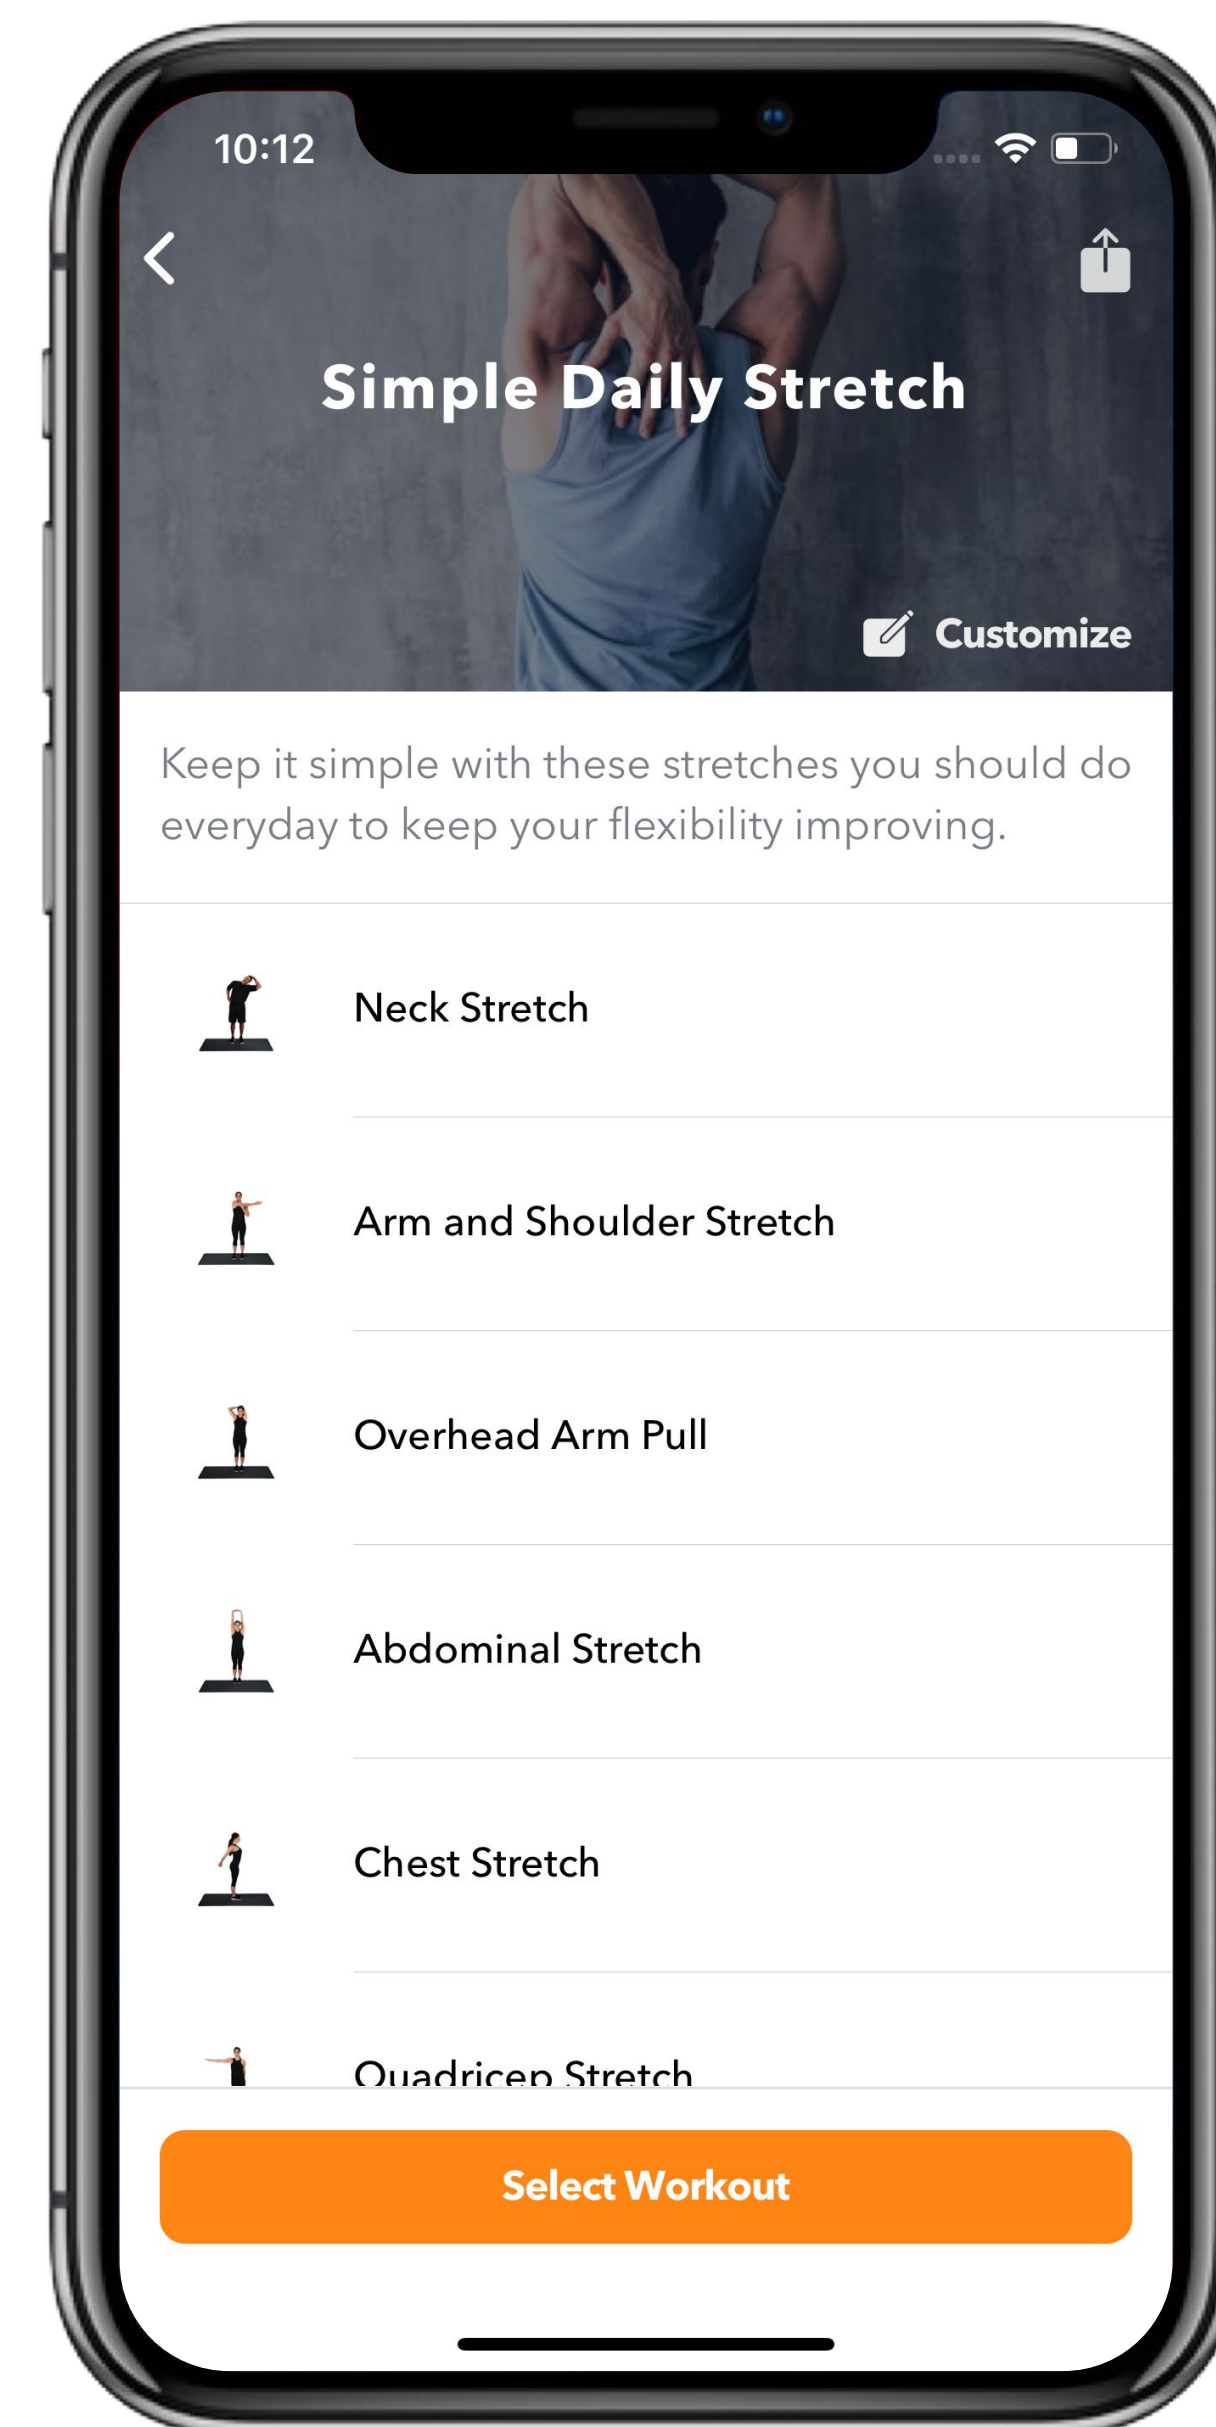 10:12
Simple Daily Stretch
Customize
Keep it simple with these stretches you should do
everyday to keep your flexibility improving.
Neck Stretch
Arm and Shoulder Stretch
Overhead Arm Pull
Abdominal Stretch
Chest Stretch
Quadricep Stretch
Select Workout